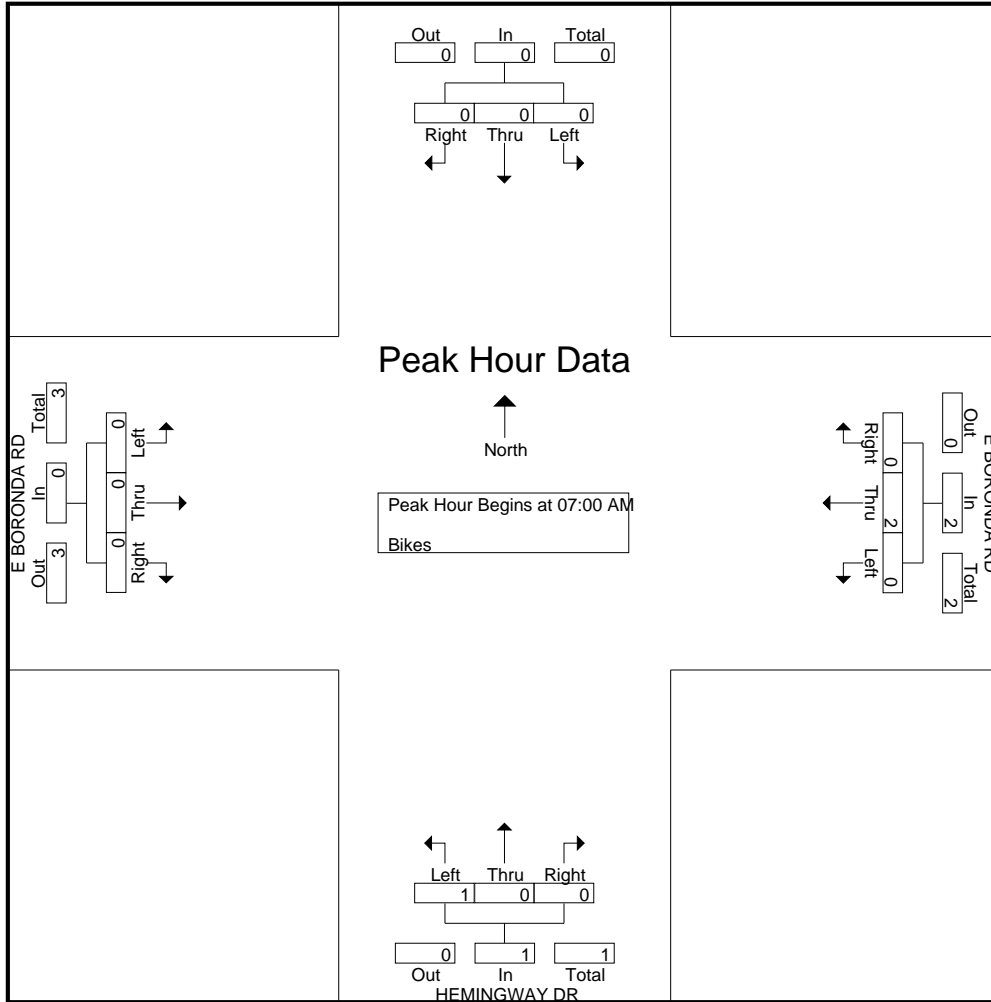 Out In Total
0 0 0
0 0 0
Right Thru Left
Peak Hour Data
North
Peak Hour Begins at 07:00 AM
Bikes
E BORONDA RD
Out In Total
3 0 3
0 0 0
Right Thru Left
E BORONDA RD
Out In Total
0 2 2
0 2 0
Right Thru Left
Left Thru Right
1 0 0
0 1 1
Out In Total
HEMINGWAY DR